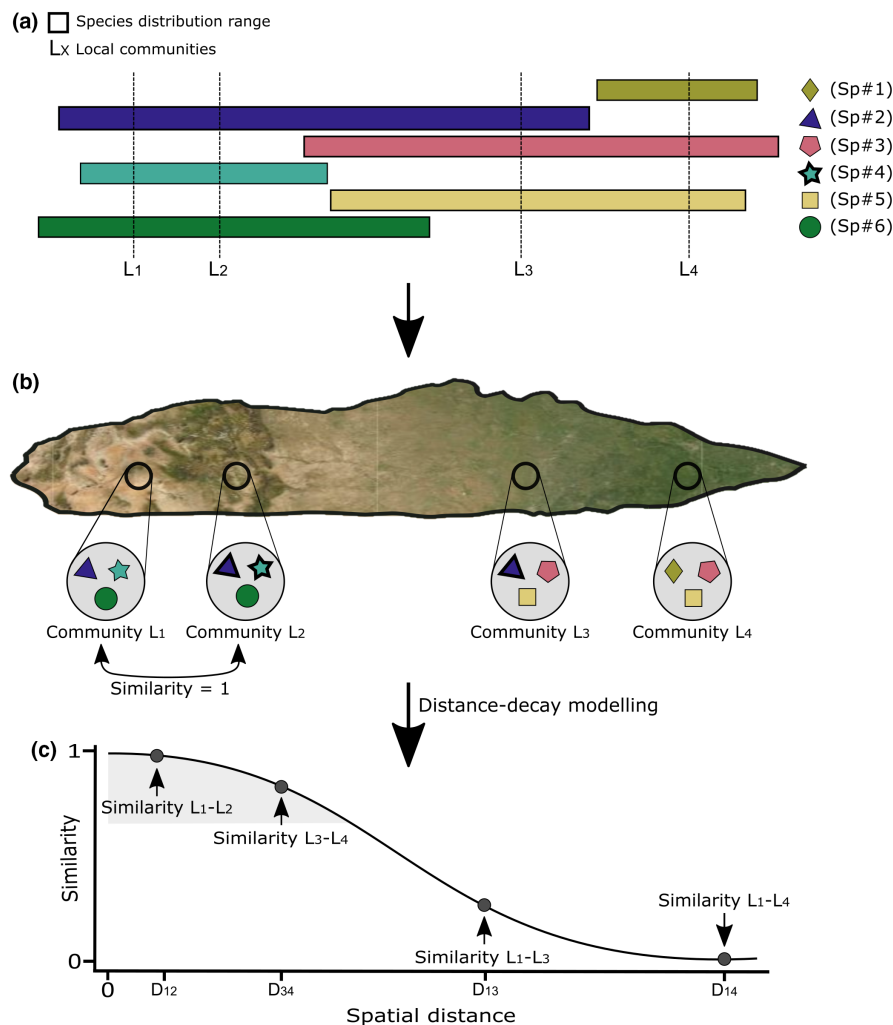 (a) Species distribution range
Lx Local communities
(Sp#1)
(Sp#2)
(Sp#3)
(Sp#4)
(Sp#5)
(Sp#6)
L1 L2 L3 L4
(b)
Community L1 Community L2 Community L3 Community L4
Similarity = 1
Distance-decay modelling
(c)
1
Similarity L1-L2
Similarity L3-L4
Similarity L1-L4
Similarity L1-L3
Similarity
0
0 D12 D34 D13 D14
Spatial distance